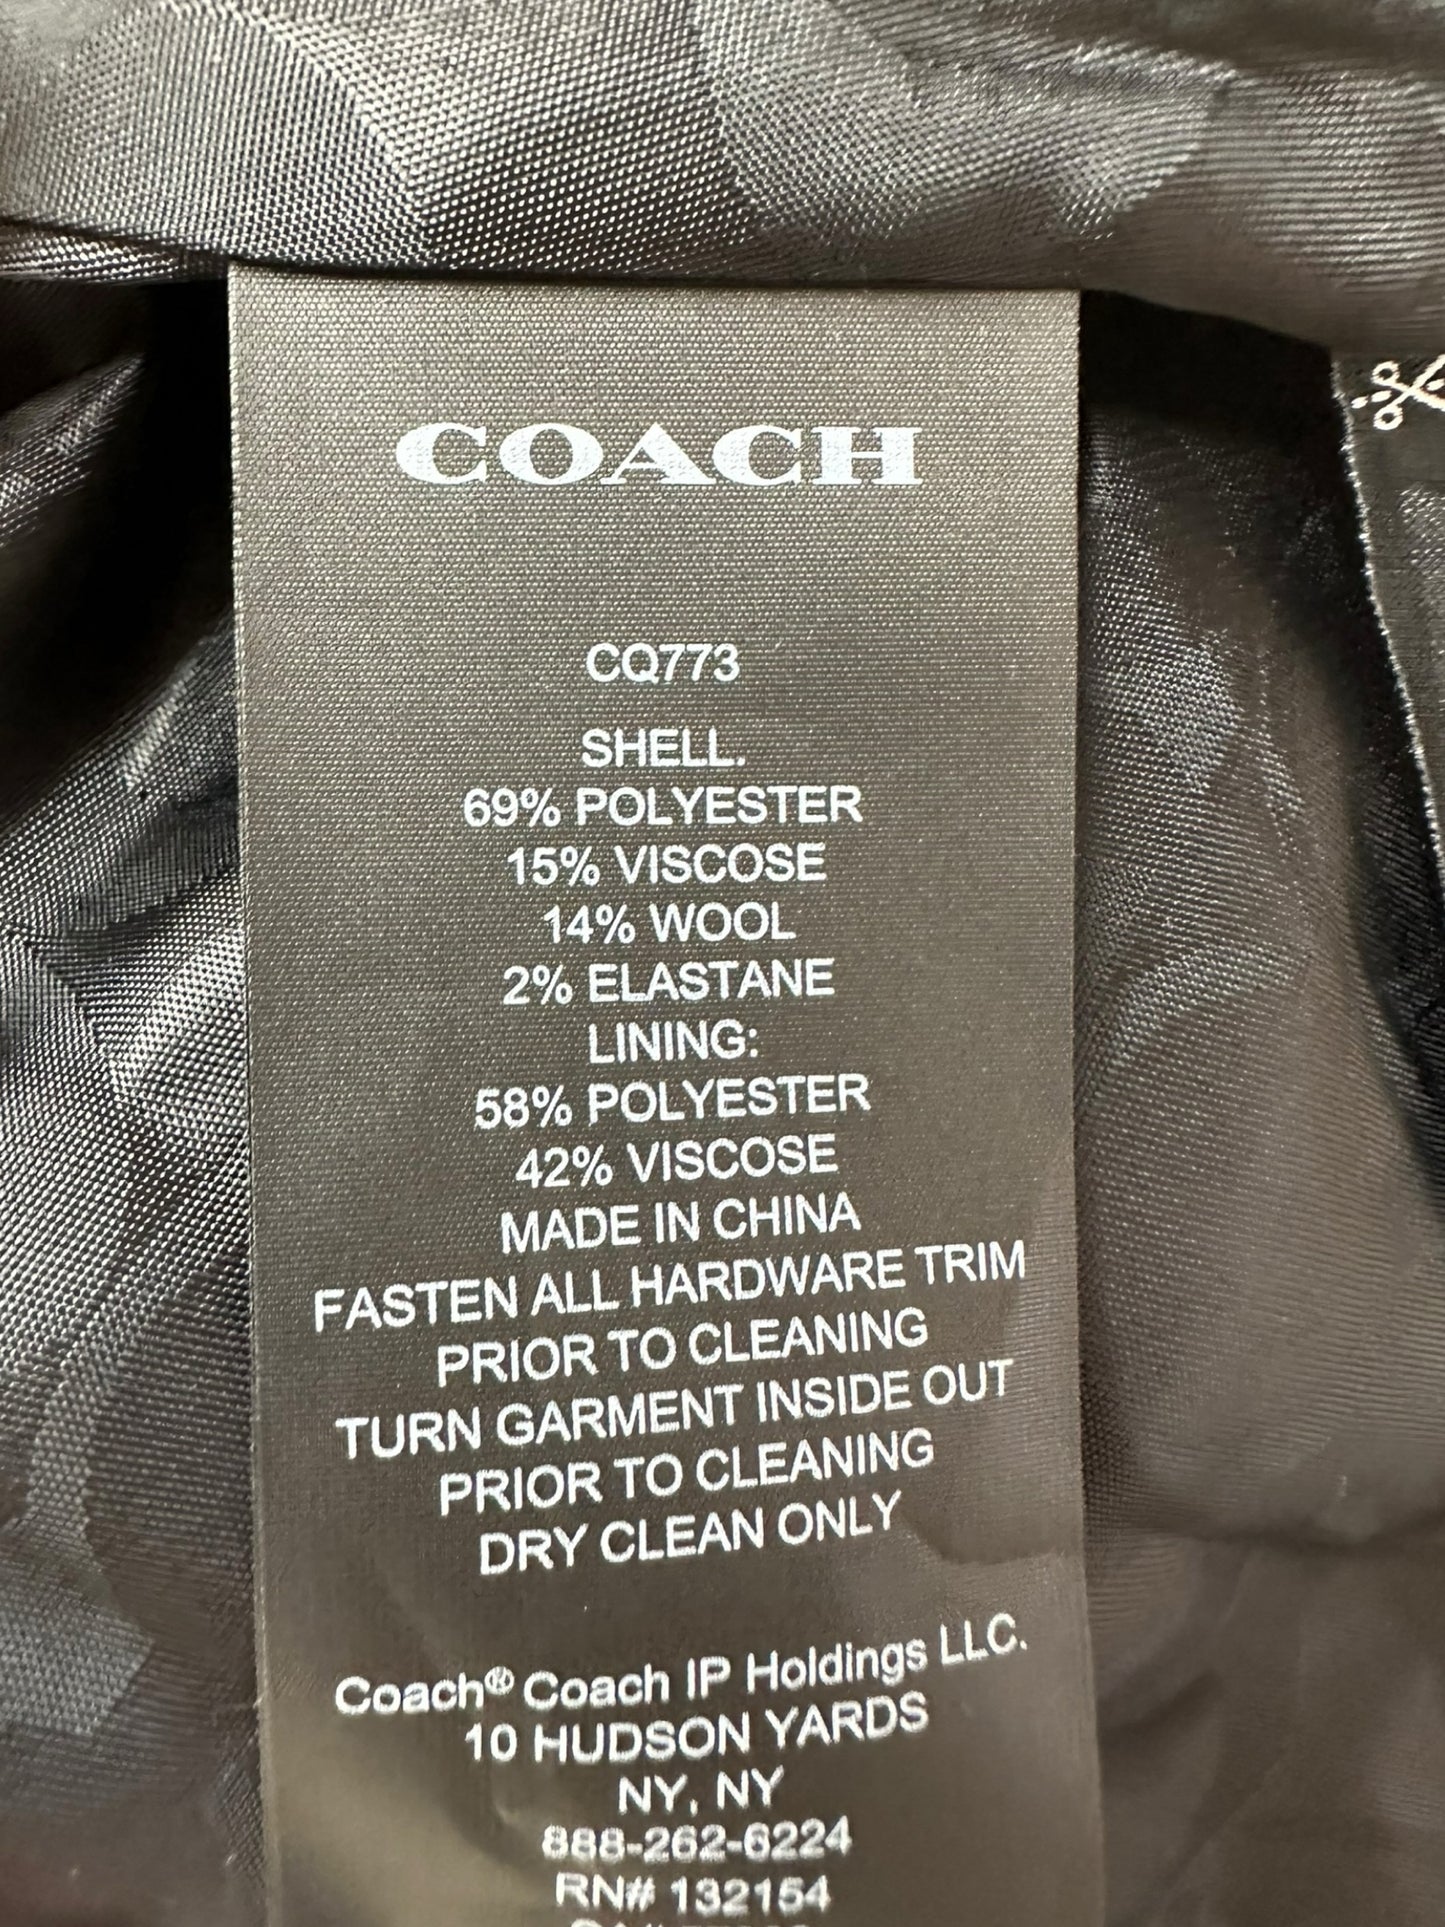 COACH
CQ773
SHELL.
69% POLYESTER
15% VISCOSE
14% WOOL
2% ELASTANE
LINING:
58% POLYESTER
42% VISCOSE
MADE IN CHINA
FASTEN ALL HARDWARE TRIM
PRIOR TO CLEANING
TURN GARMENT INSIDE OUT
PRIOR TO CLEANING
DRY CLEAN ONLY
Coach® Coach IP Holdings LLC.
10 HUDSON YARDS
NY, NY
888-262-6224
RN# 132154